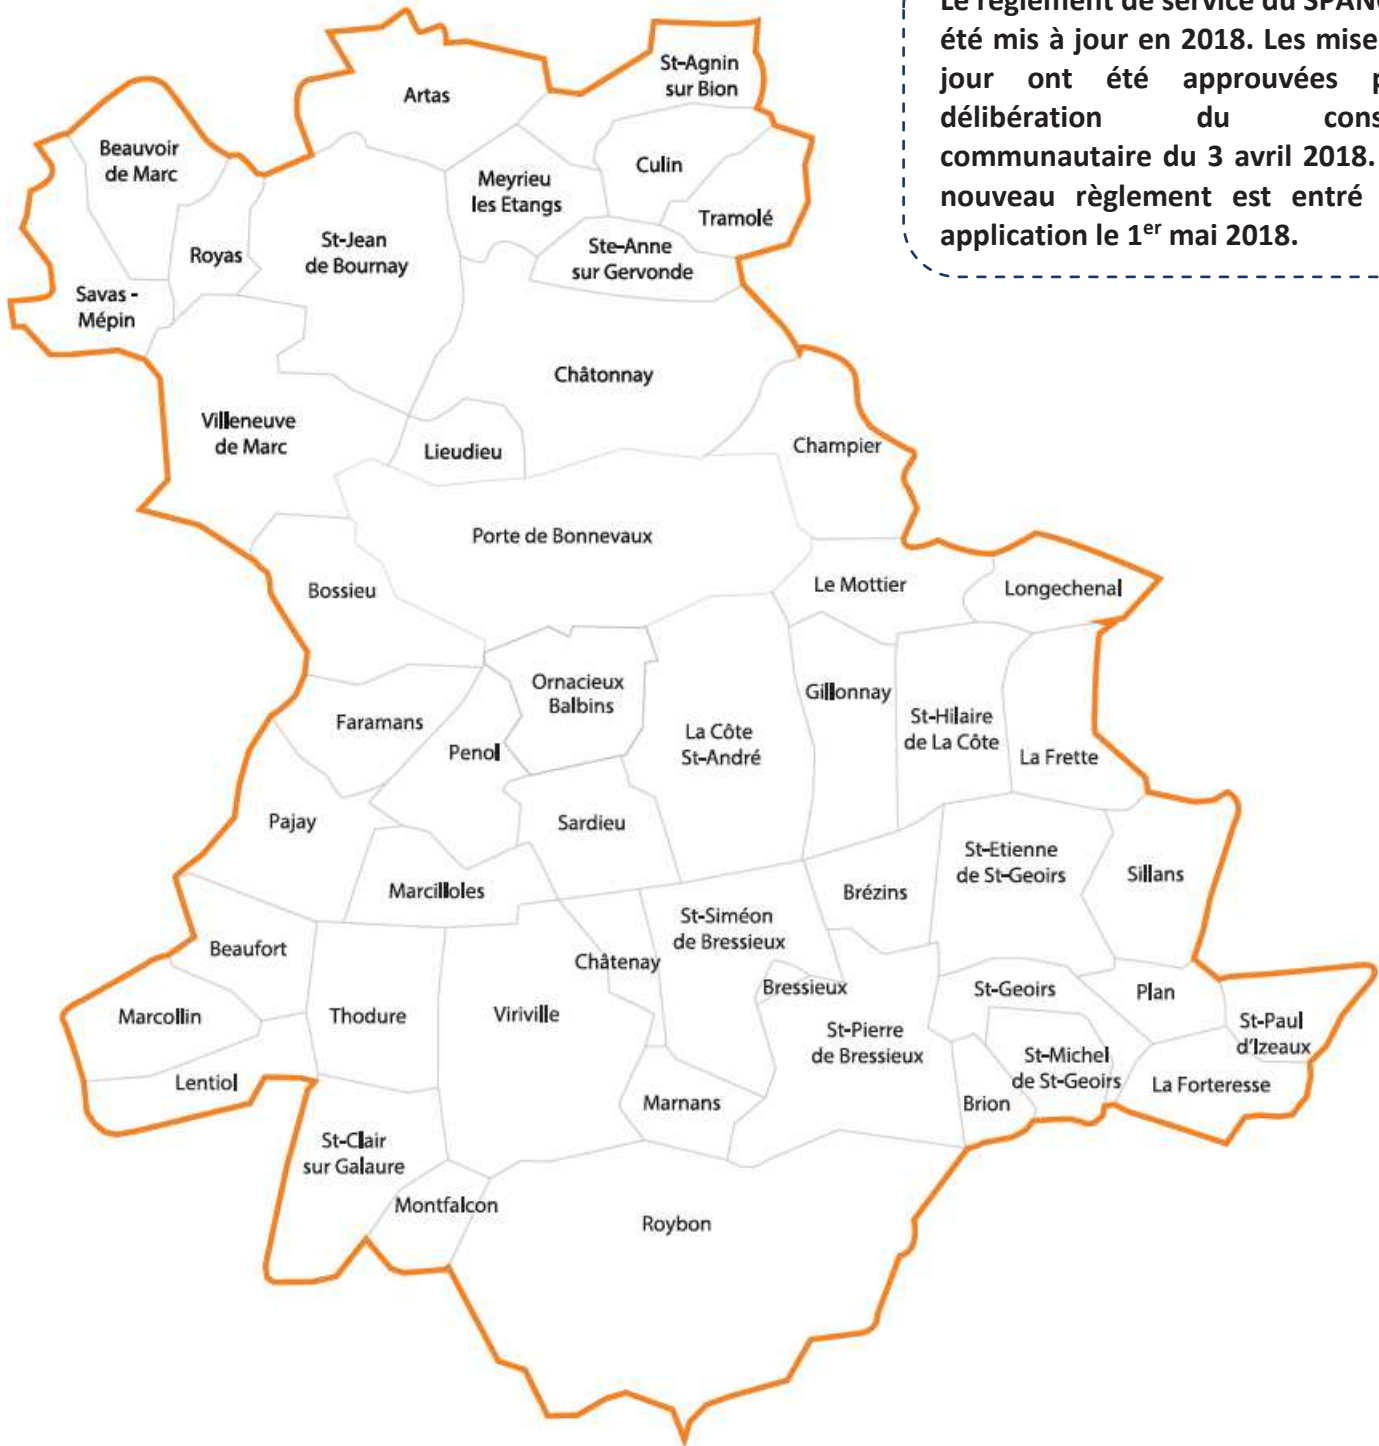 Le règlement de service du
été mis à jour en 2018. Les
jour ont été approuvées
délibération du
communautaire du 3 avril 2018.
nouveau règlement est entré
application le 1er mai 2018.
St-Agnin
sur Bion
Artas
Beauvoir
de Marc
Culin
Meyrieu
les Etangs
Tramolé
St-Jean
de Bournay
Royas
Ste-Anne
sur Gervonde
Savas -
Mépin
Châtonnay
Villeneuve
de Marc
Lieudieu
Champier
Porte de Bonnevaux
Bossieu
Le Mottier
Longechenal
Ornacieux
Balbins
Gillonnay
Faramans
Penol
La Côte
St-André
St-Hilaire
de La Côte
La Frette
Pajay
Sardieu
Marcilloles
St-Etienne
de St-Geoirs
Sillans
Brézins
St-Siméon
de Bressieux
Beaufort
Châtenay
Bressieux
St-Geoirs
Plan
Marcollin
Thodure
Viriville
St-Pierre
de Bressieux
St-Paul
d'Izeaux
St-Michel
de St-Geoirs
Lentiol
La Forteresse
Marnans
Brion
St-Clair
sur Galaure
Montfalcon
Roybon